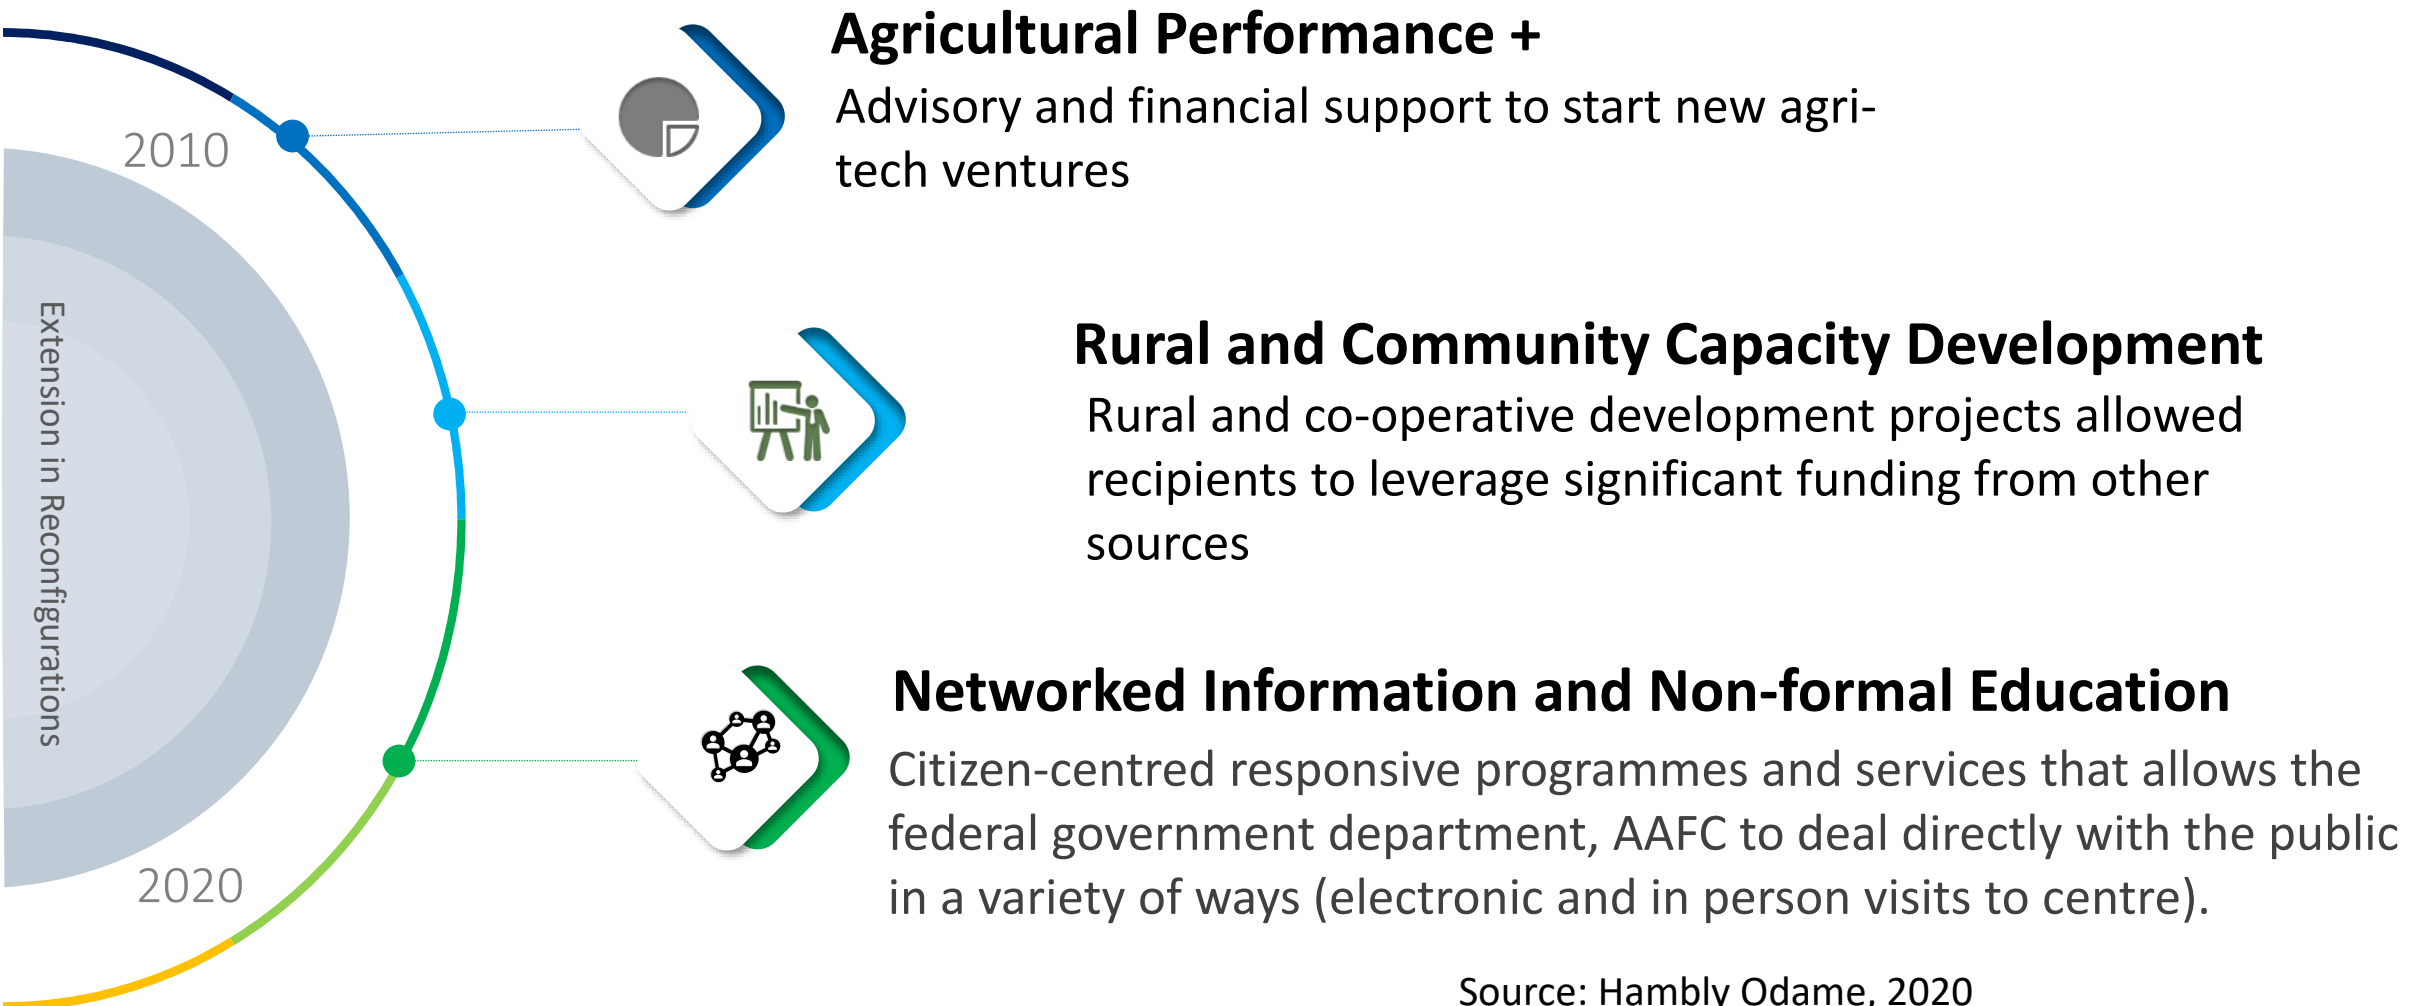 Agricultural Performance +
Advisory and financial support to start new agri-
tech ventures
2010
Rural and Community Capacity Development
Rural and co-operative development projects allowed
recipients to leverage significant funding from other
sources
Extension in Reconfigurations
Networked Information and Non-formal Education
Citizen-centred responsive programmes and services that allows the
federal government department, AAFC to deal directly with the public
in a variety of ways (electronic and in person visits to centre).
2020
Source: Hambly Odame, 2020